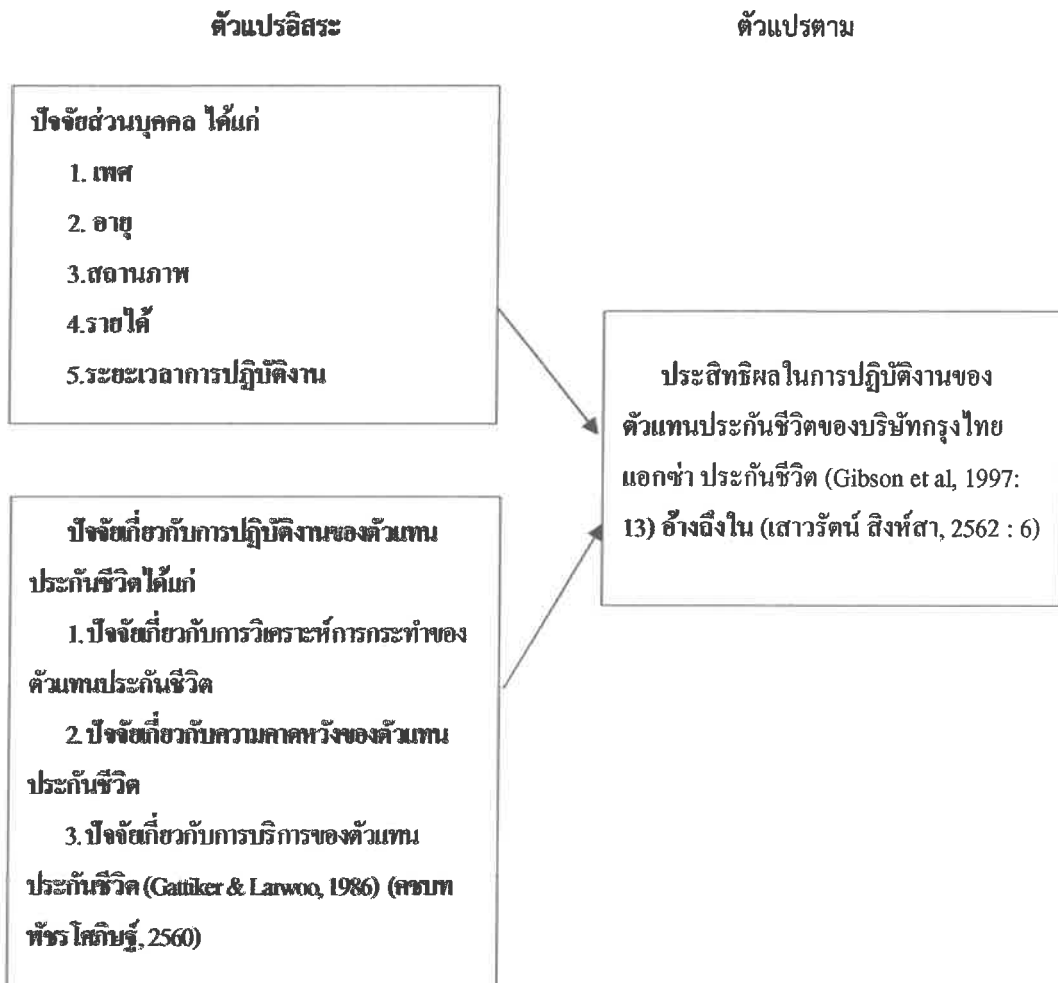 ตัวแปรอิสระ
ตัวแปรตาม
ปัจจัยส่วนบุคคล ได้แก่
1. เพศ
2. อายุ
3.สถานภาพ
4.รายได้
5.ระยะเวลาการปฏิบัติงาน
ประสิทธิผลในการปฏิบัติงานของ
ตัวแทนประกันชีวิตของบริษัทกรุงไทย
แอกซ่า ประกันชีวิต (Gibson et al, 1997:
13) อ้างถึงใน (เสาวรัตน์ สิงห์สา, 2562 : 6)
ปัจจัยเกี่ยวกับการปฏิบัติงานของตัวแทน
ประกันชีวิตได้แก่
1. ปัจจัยเกี่ยวกับการวิเคราะห์การกระทำของ
ตัวแทนประกันชีวิต
2. ปัจจัยเกี่ยวกับความคาดหวังของตัวแทน
ประกันชีวิต
3. ปัจจัยเกี่ยวกับการบริการของตัวแทน
ประกันชีวิต (Gattiker & Larwoo, 1986) (คชบท
พัชรโศภิษฐ์, 2560)